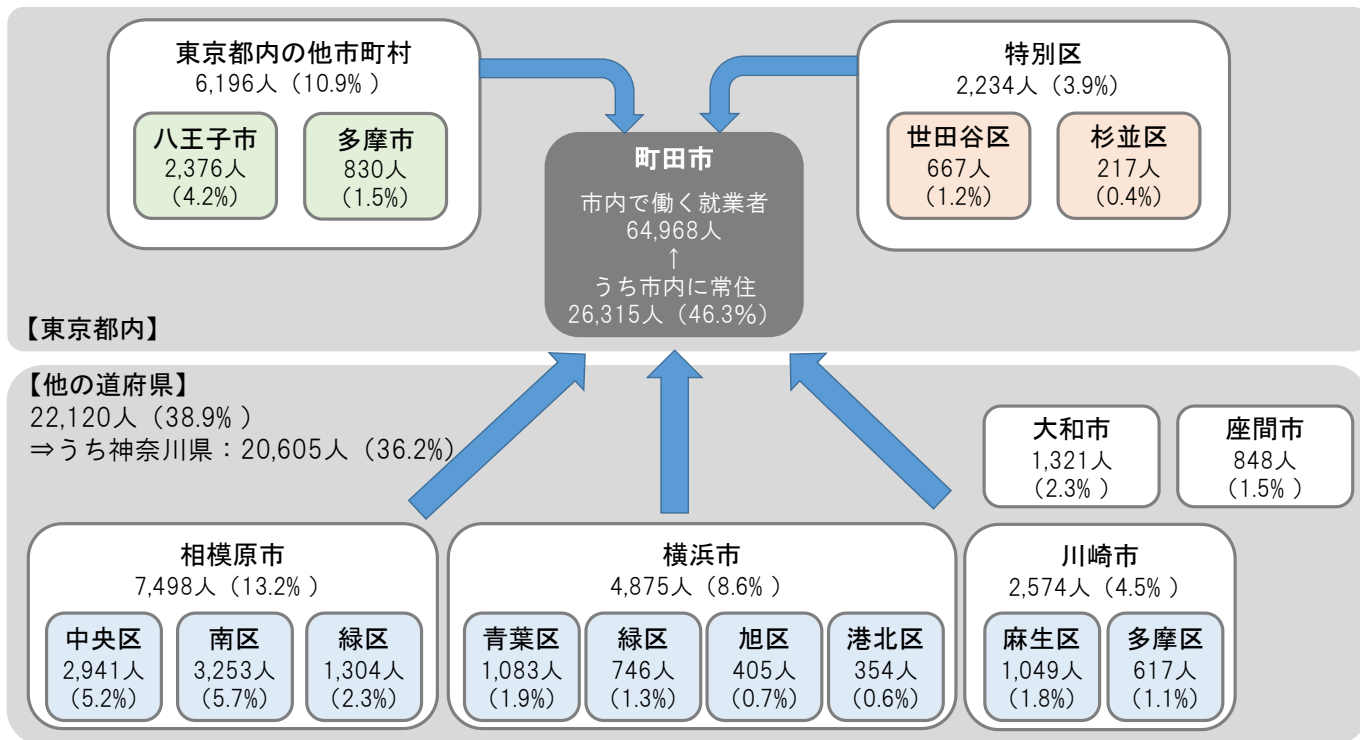 東京都内の他市町村
6,196人（10.9%）
八王子市
2,376人
(4.2%)
多摩市
830人
(1.5%)
特別区
2,234人（3.9%）
世田谷区
667人
(1.2%)
杉並区
217人
(0.4%)
町田市
市内で働く就業者
64,968人
↑
うち市内に常住
26,315人（46.3%）
【東京都内】
【他の道府県】
22,120人（38.9%）
⇒うち神奈川県：20,605人（36.2%）
大和市
1,321人
(2.3%)
座間市
848人
(1.5%)
相模原市
7,498人（13.2%）
中央区
2,941人
(5.2%)
南区
3,253人
(5.7%)
緑区
1,304人
(2.3%)
横浜市
4,875人（8.6%）
青葉区
1,083人
(1.9%)
緑区
746人
(1.3%)
旭区
405人
(0.7%)
港北区
354人
(0.6%)
川崎市
2,574人（4.5%）
麻生区
1,049人
(1.8%)
多摩区
617人
(1.1%)